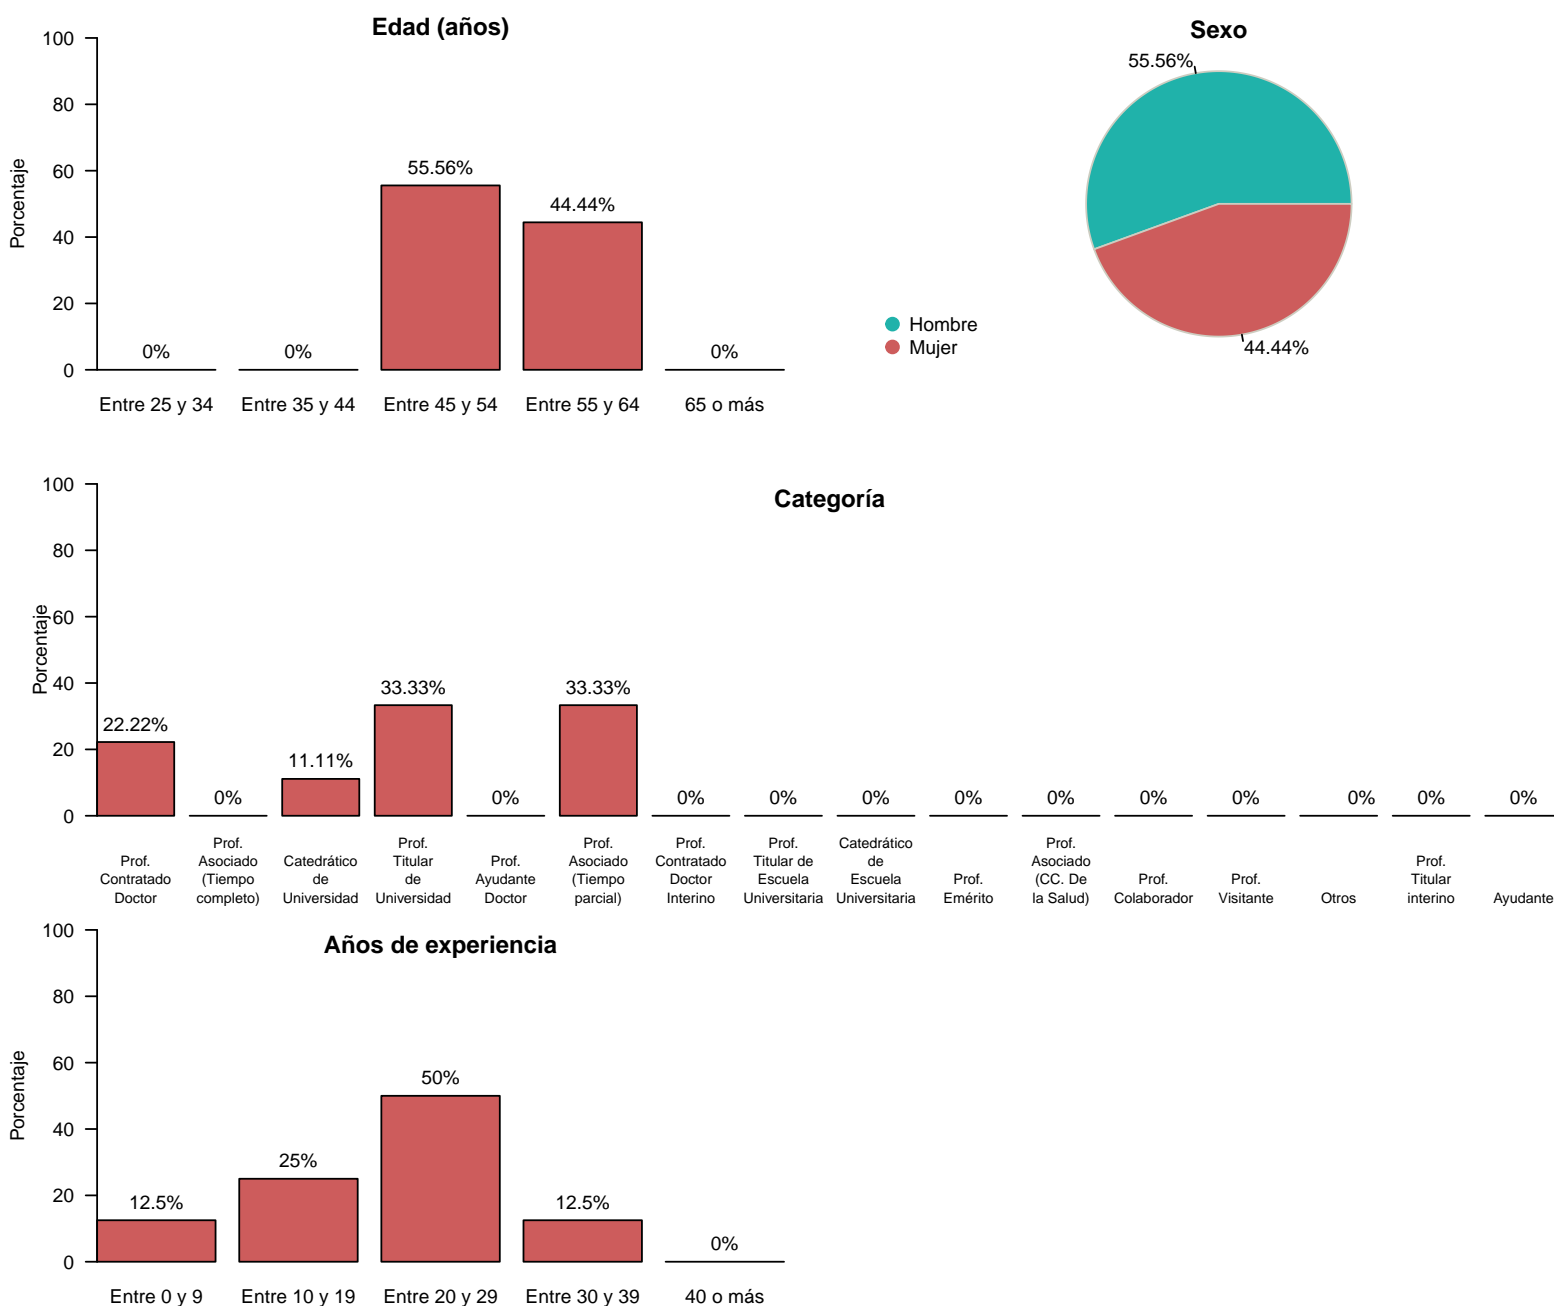 Edad (años)
Porcentaje
100
80
60
40
20
0
0%
0%
55.56%
44.44%
0%
Entre 25 y 34
Entre 35 y 44
Entre 45 y 54
Entre 55 y 64
65 o más
Sexo
55.56%
44.44%
Hombre
Mujer
Categoría
Porcentaje
100
80
60
40
20
0
22.22%
0%
11.11%
33.33%
0%
33.33%
0%
0%
0%
0%
0%
0%
0%
0%
0%
0%
Prof.
Contratado
Doctor
Prof.
Asociado
(Tiempo
completo)
Catedrático
de
Universidad
Prof.
Titular
de
Universidad
Prof.
Ayudante
Doctor
Prof.
Asociado
(Tiempo
parcial)
Prof.
Contratado
Doctor
Interino
Prof.
Titular de
Escuela
Universitaria
Catedrático
de
Escuela
Universitaria
Prof.
Emérito
Prof.
Asociado
(CC. De
la Salud)
Prof.
Colaborador
Prof.
Visitante
Otros
Prof.
Titular
interino
Ayudante
Años de experiencia
Porcentaje
100
80
60
40
20
0
12.5%
25%
50%
12.5%
0%
Entre 0 y 9
Entre 10 y 19
Entre 20 y 29
Entre 30 y 39
40 o más